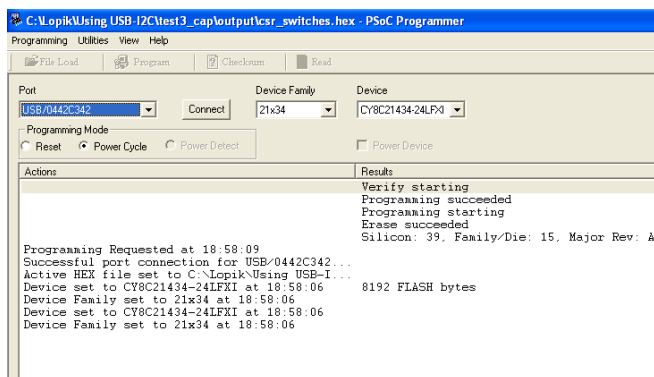 C:\Lopik\Using USB-I2C\test3_cap\output\csr_switches.hex - PSoC Programmer
Programming Utilities View Help
File Load Program Checksum Read
Port Device Family Device
USB/0442C342 Connect 21x34 CY8C21434-24LFXI
Programming Mode
Reset Power Cycle Power Detect Power Device
Actions Results
Verify starting
Programming succeeded
Programming starting
Erase succeeded
Silicon: 39, Family/Die: 15, Major Rev: A
Programming Requested at 18:58:09
Successful port connection for USB/0442C342...
Active HEX file set to C:\Lopik\Using USB-I...
Device set to CY8C21434-24LFXI at 18:58:06 8192 FLASH bytes
Device Family set to 21x34 at 18:58:06
Device set to CY8C21434-24LFXI at 18:58:06
Device Family set to 21x34 at 18:58:06